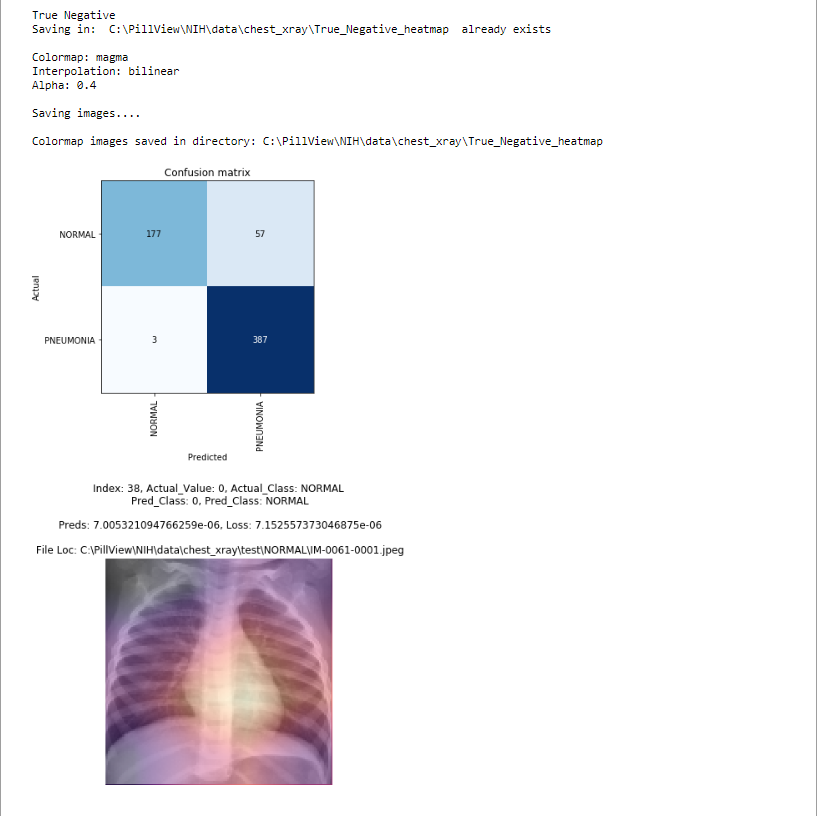 True Negative
Saving in:  C:\PillView\NIH\data\chest_xray\True_Negative_heatmap  already exists
Colormap: magma
Interpolation: bilinear
Alpha: 0.4
Saving images....
Colormap images saved in directory: C:\PillView\NIH\data\chest_xray\True_Negative_heatmap
Confusion matrix
NORMAL
177
57
Actual
PNEUMONIA
3
387
NORMAL
PNEUMONIA
Predicted
Index: 38, Actual_Value: 0, Actual_Class: NORMAL
Pred_Class: 0, Pred_Class: NORMAL
Preds: 7.005321094766259e-06, Loss: 7.152557373046875e-06
File Loc: C:\PillView\NIH\data\chest_xray\test\NORMAL\IM-0061-0001.jpeg